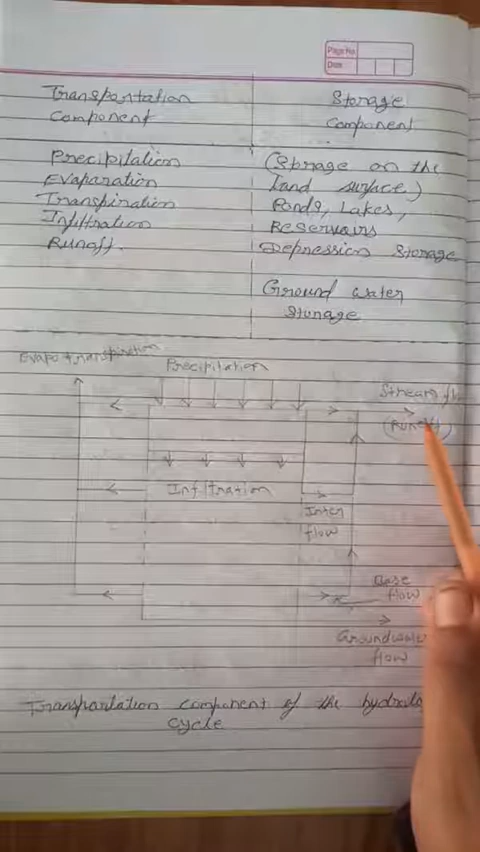 Page No
Date
Transportation
Component
Storage
Component
Precipitation
Evaporation
Transpiration
Infiltration
Runoff.
(Storage on the
land surface)
Ponds, Lakes,
Reservoirs
Depression Storage
Ground water
Storage
Evapotranspiration
Precipitation
Stream
(Runoff)
Infiltration
Inter
flow
Base
flow
Groundwater
flow
Transportation component of the
cycle